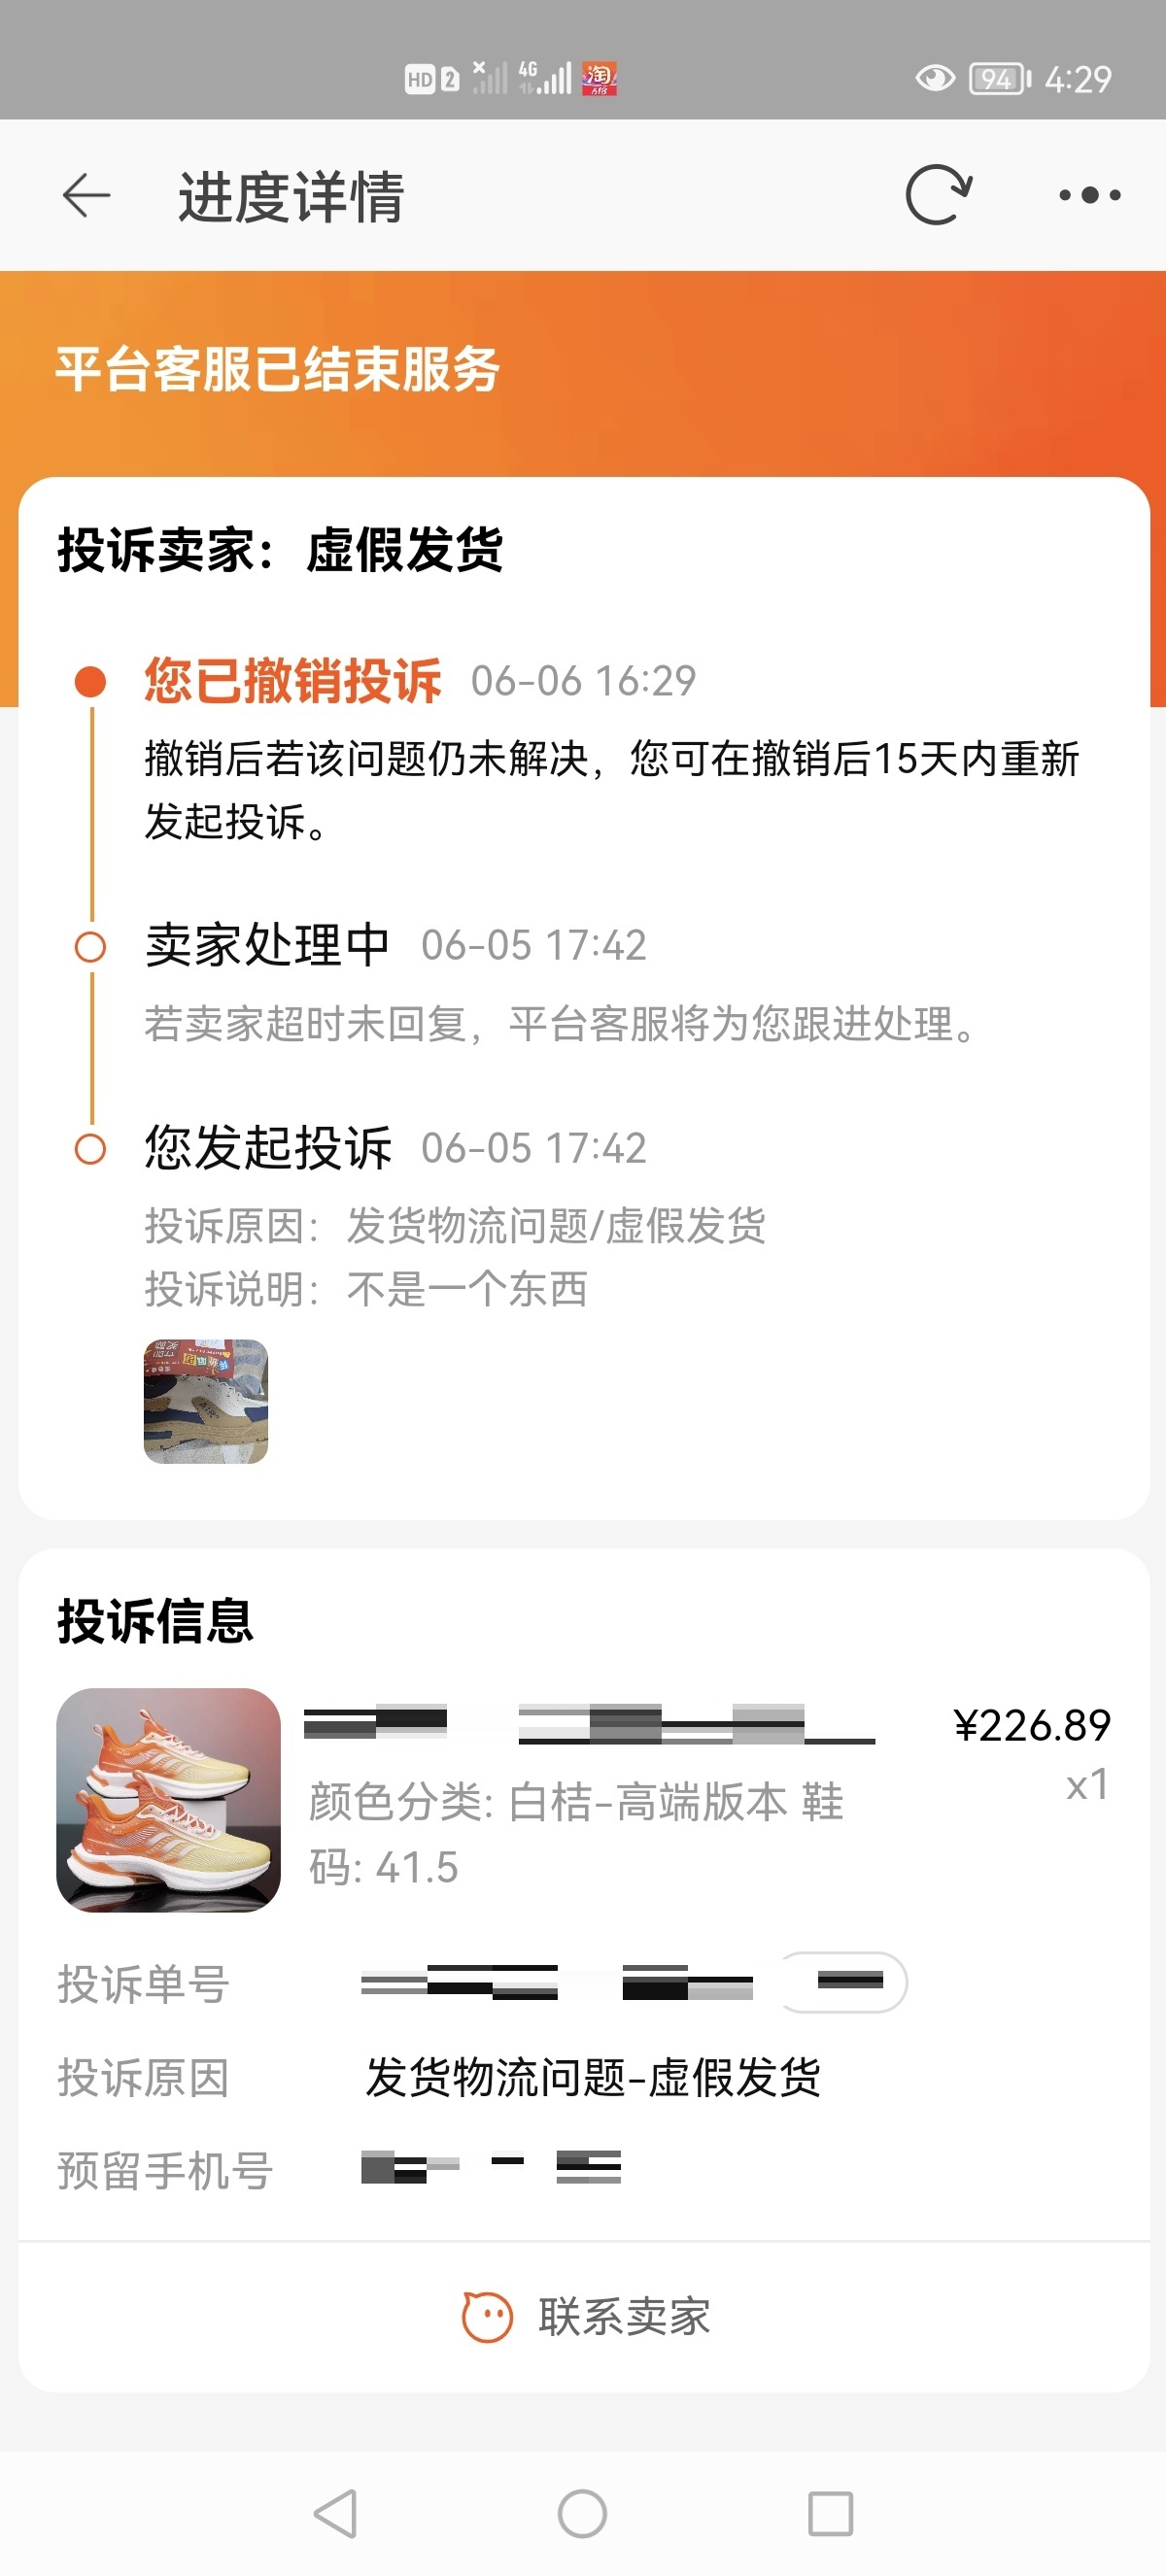 HD 2 4G 淘 94 4:29
进度详情
平台客服已结束服务
投诉卖家：虚假发货
您已撤销投诉 06-06 16:29
撤销后若该问题仍未解决，您可在撤销后15天内重新
发起投诉。
卖家处理中 06-05 17:42
若卖家超时未回复，平台客服将为您跟进处理。
您发起投诉 06-05 17:42
投诉原因：发货物流问题/虚假发货
投诉说明：不是一个东西
投诉信息
¥226.89
颜色分类: 白桔-高端版本 鞋
x1
码: 41.5
投诉单号
投诉原因 发货物流问题-虚假发货
预留手机号
联系卖家